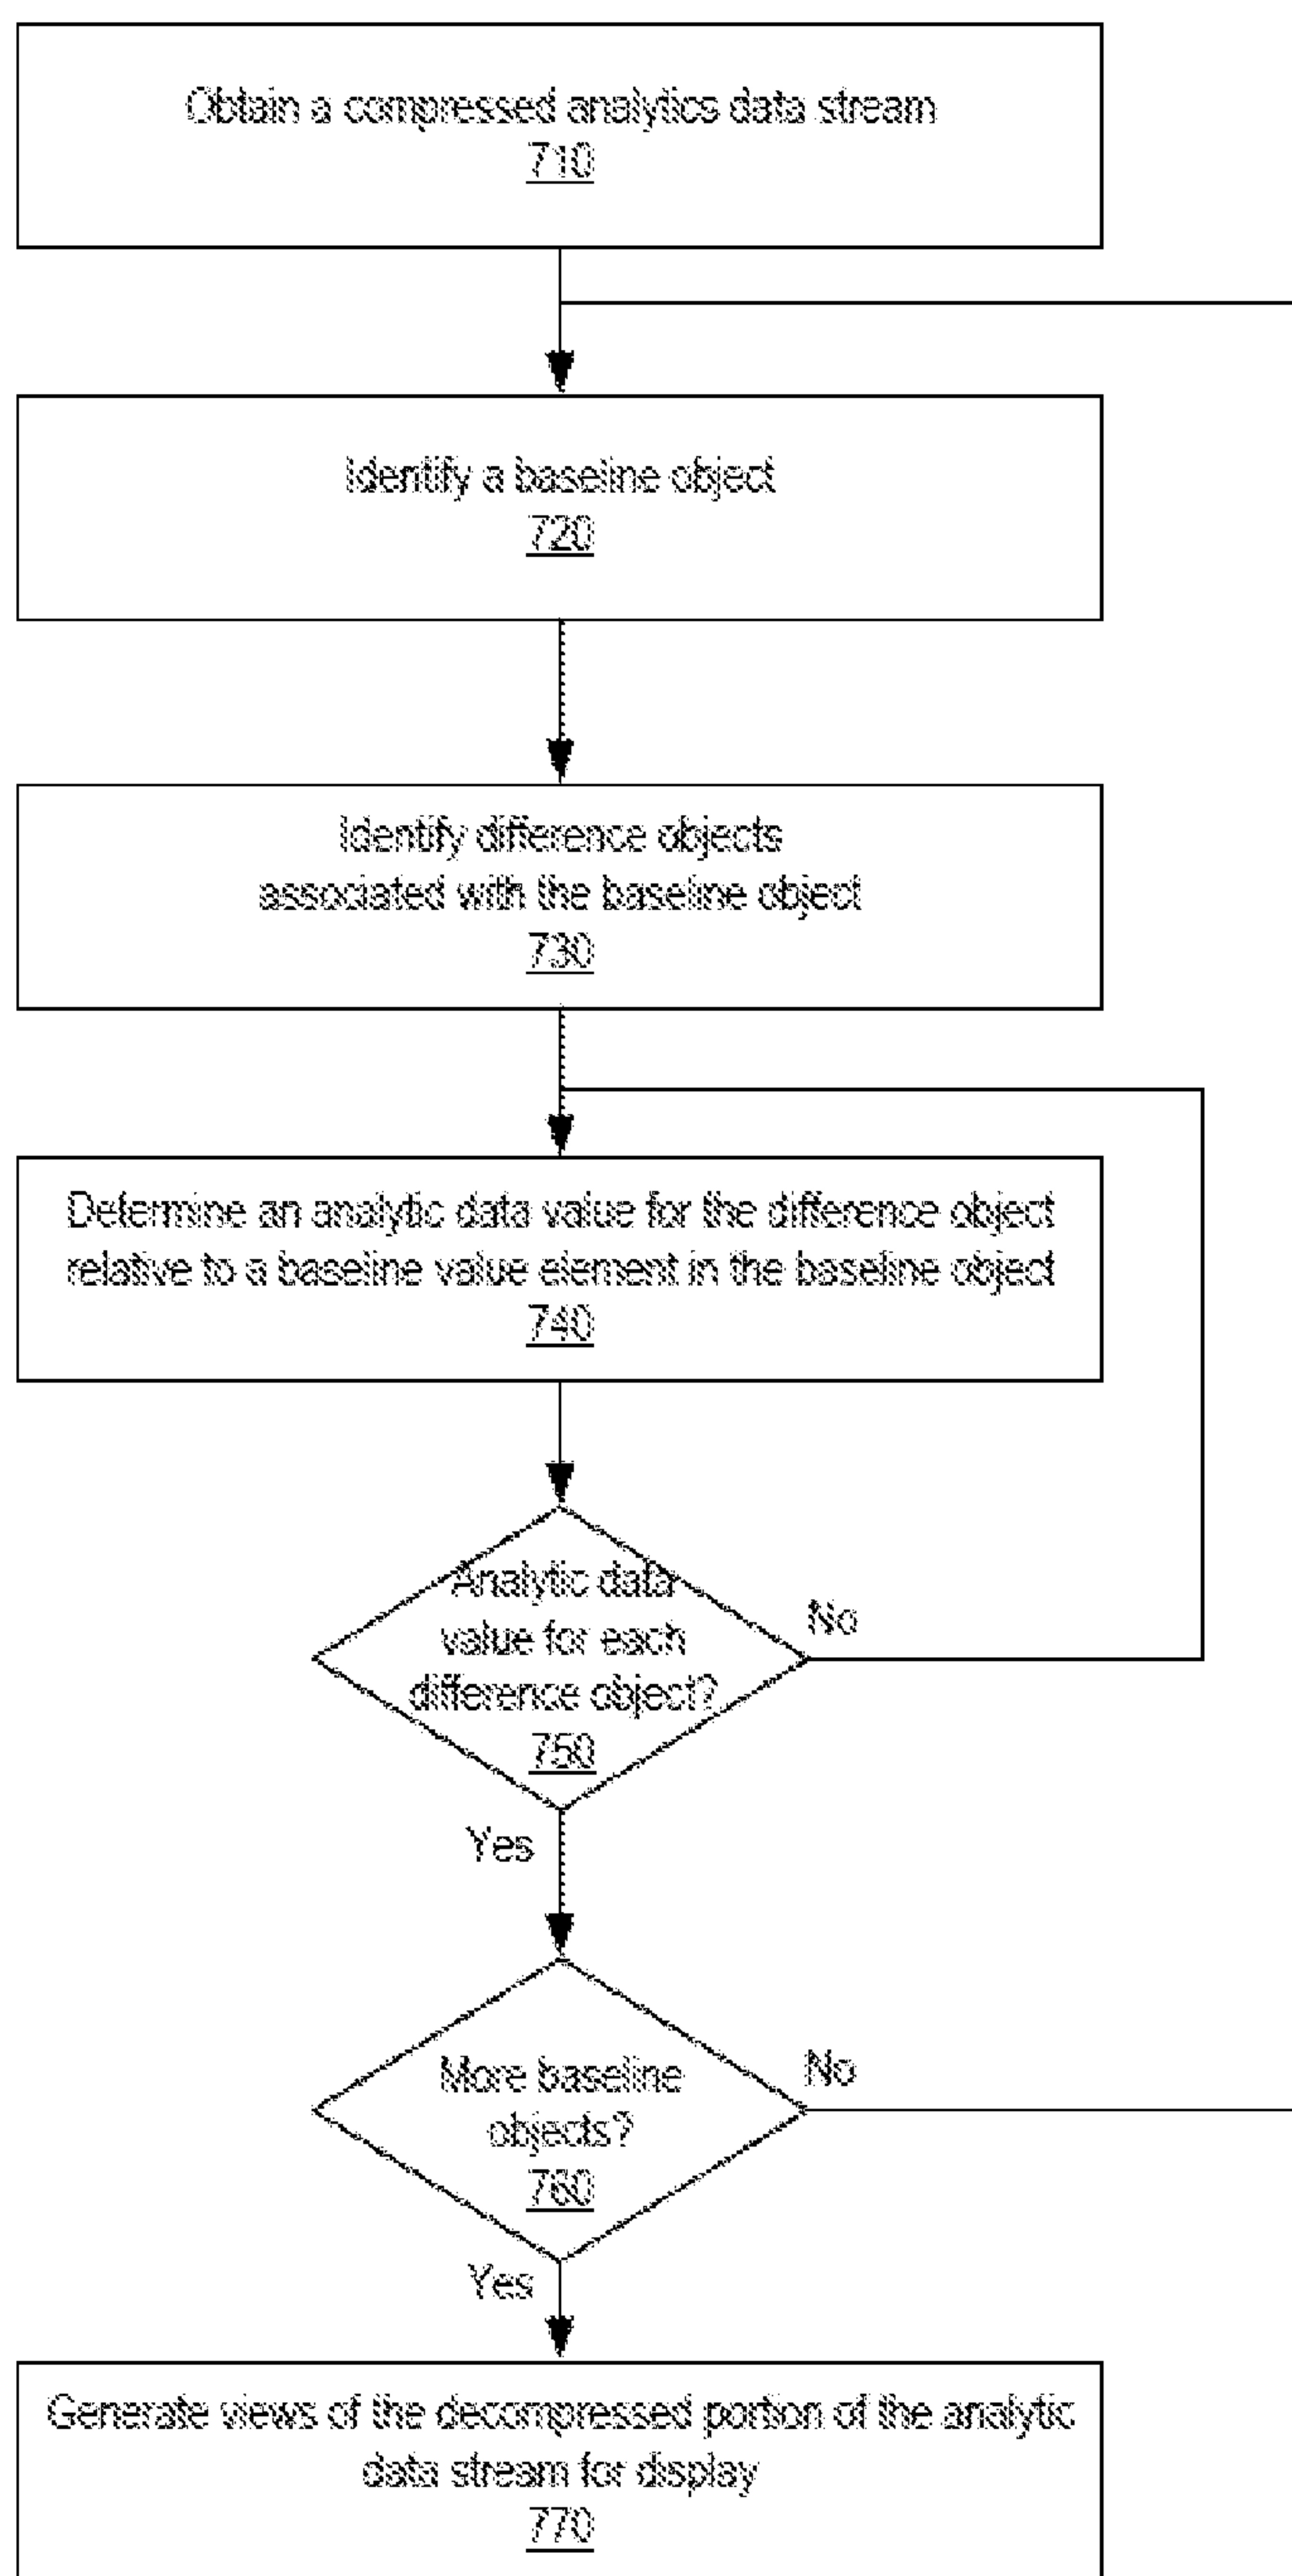 Obtain a compressed analytics data stream
710
Identify a baseline object
720
Identify difference objects
associated with the baseline object
730
Determine an analytic data value for the difference object
relative to a baseline value element in the baseline object
740
Analytic data
value for each
difference object?
750
No
Yes
More baseline
objects?
760
No
Yes
Generate views of the decompressed portion of the analytic
data stream for display
770